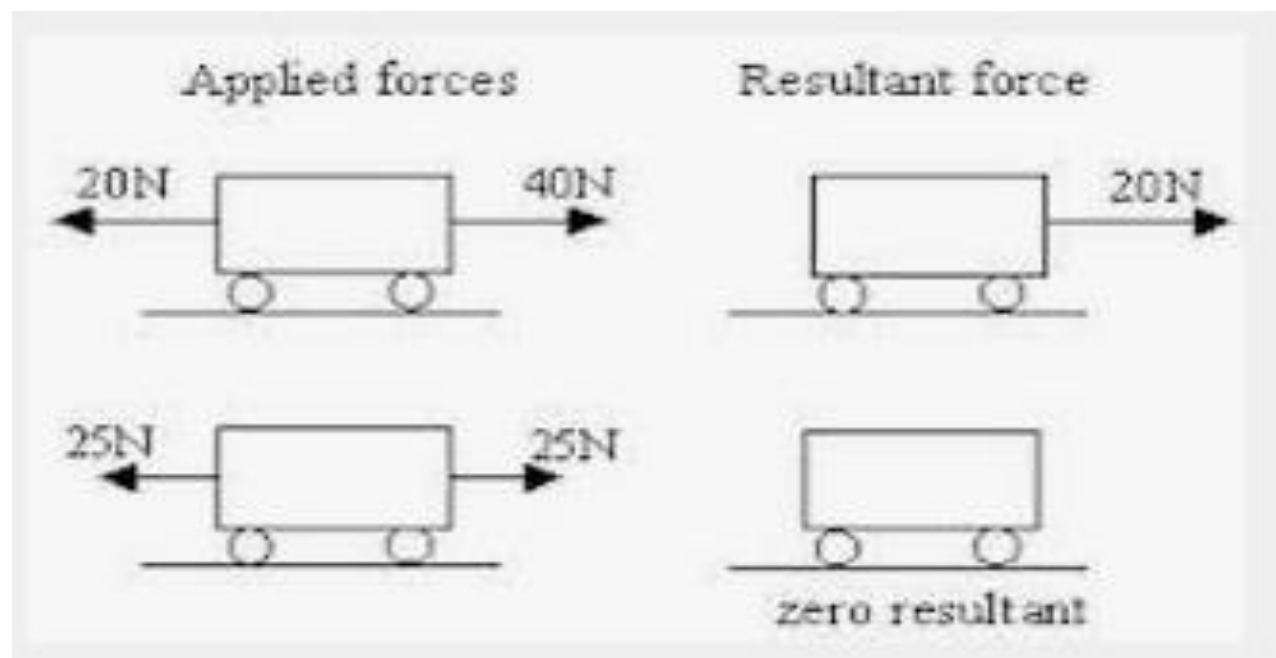 Applied forces
Resultant force
20N
40N
20N
25N
25N
zero resultant